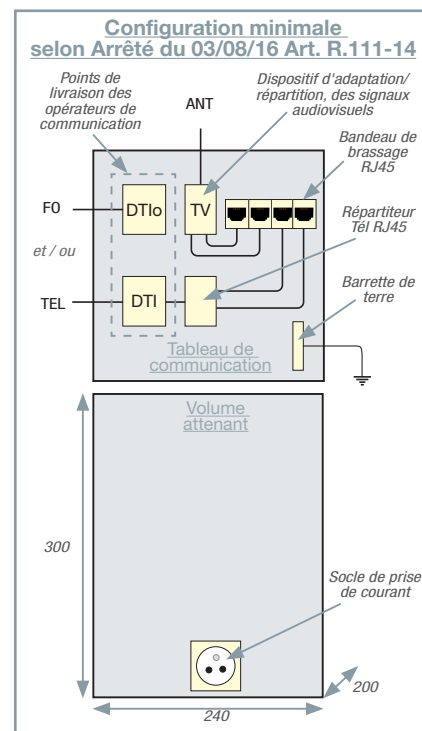 Configuration minimale
selon Arrêté du 03/08/16 Art. R.111-14
Points de
livraison des
opérateurs de
communication
ANT
Dispositif d'adaptation/
répartition, des signaux
audiovisuels
Bandeau de
brassage
RJ45
FO
DTIo
TV
Répartiteur
Tél RJ45
et / ou
TEL
DTI
Barrette de
terre
Tableau de
communication
Volume
attenant
300
Socle de prise
de courant
200
240